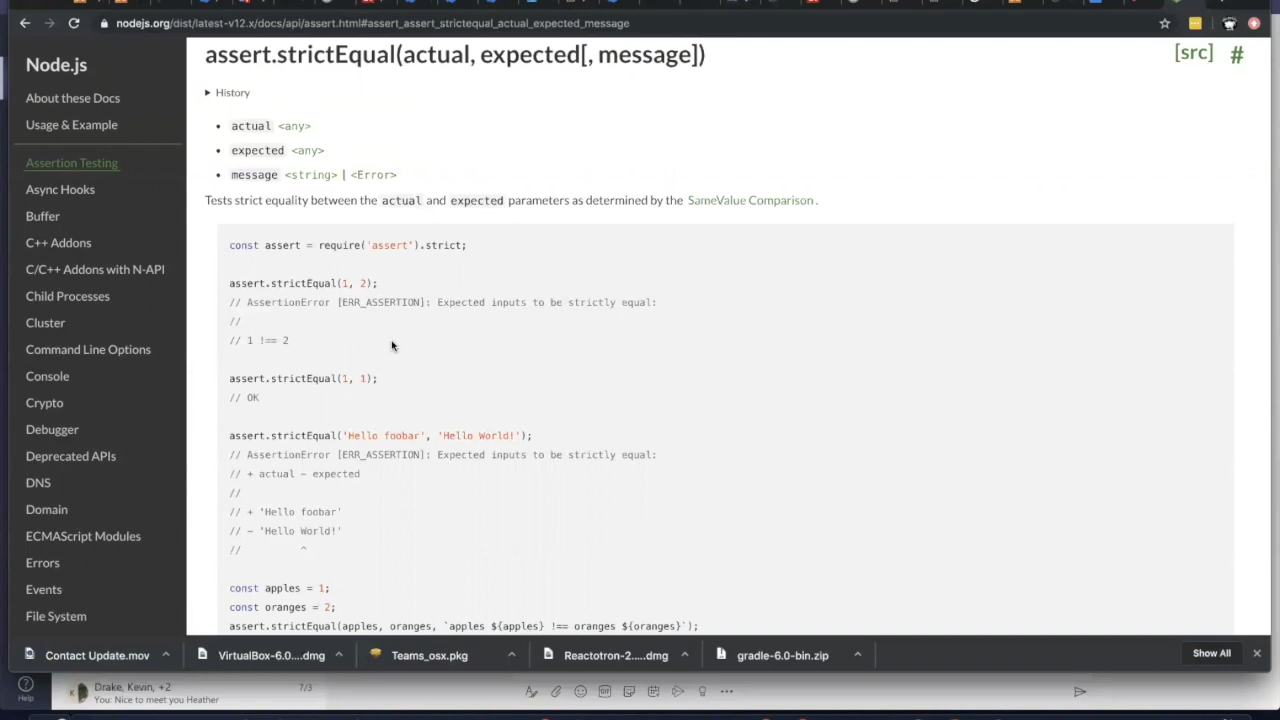 nodejs.org/dist/latest-v12.x/docs/api/assert.html#assert_assert_strictequal_actual_expected_message
Node.js
About these Docs
Usage & Example
Assertion Testing
Async Hooks
Buffer
C++ Addons
C/C++ Addons with N-API
Child Processes
Cluster
Command Line Options
Console
Crypto
Debugger
Deprecated APIs
DNS
Domain
ECMAScript Modules
Errors
Events
File System
assert.strictEqual(actual, expected[, message])
[src] #
History
actual <any>
expected <any>
message <string> | <Error>
Tests strict equality between the actual and expected parameters as determined by the SameValue Comparison.
const assert = require('assert').strict;
assert.strictEqual(1, 2);
// AssertionError [ERR_ASSERTION]: Expected inputs to be strictly equal:
//
// 1 !== 2
assert.strictEqual(1, 1);
// OK
assert.strictEqual('Hello foobar', 'Hello World!');
// AssertionError [ERR_ASSERTION]: Expected inputs to be strictly equal:
// + actual - expected
//
// + 'Hello foobar'
// - 'Hello World!'
// ^
const apples = 1;
const oranges = 2;
assert.strictEqual(apples, oranges, `apples ${apples} !== oranges ${oranges}`);
Contact Update.mov
VirtualBox-6.0....dmg
Teams_osx.pkg
Reactotron-2.....dmg
gradle-6.0-bin.zip
Show All
Help
Drake, Kevin, +2
7/3
You: Nice to meet you Heather
GIF